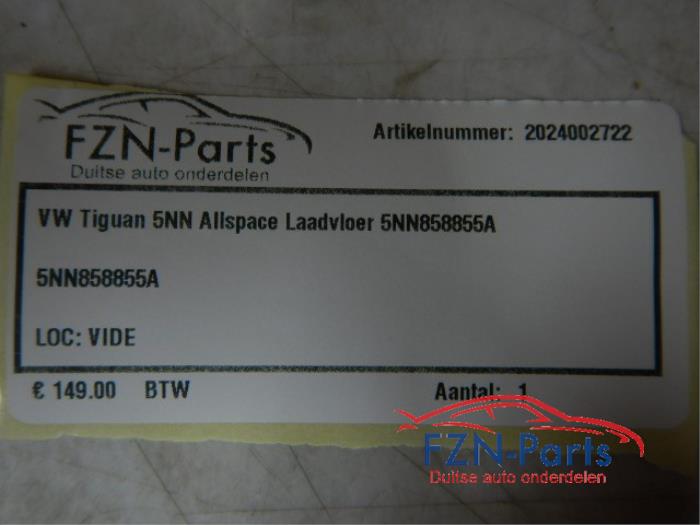 FZN-Parts
Duitse auto onderdelen
Artikelnummer: 2024002722
VW Tiguan 5NN Allspace Laadvloer 5NN858855A
5NN858855A
LOC: VIDE
€ 149.00 BTW
Aantal: 1
FZN-Parts
Duitse auto onderdelen